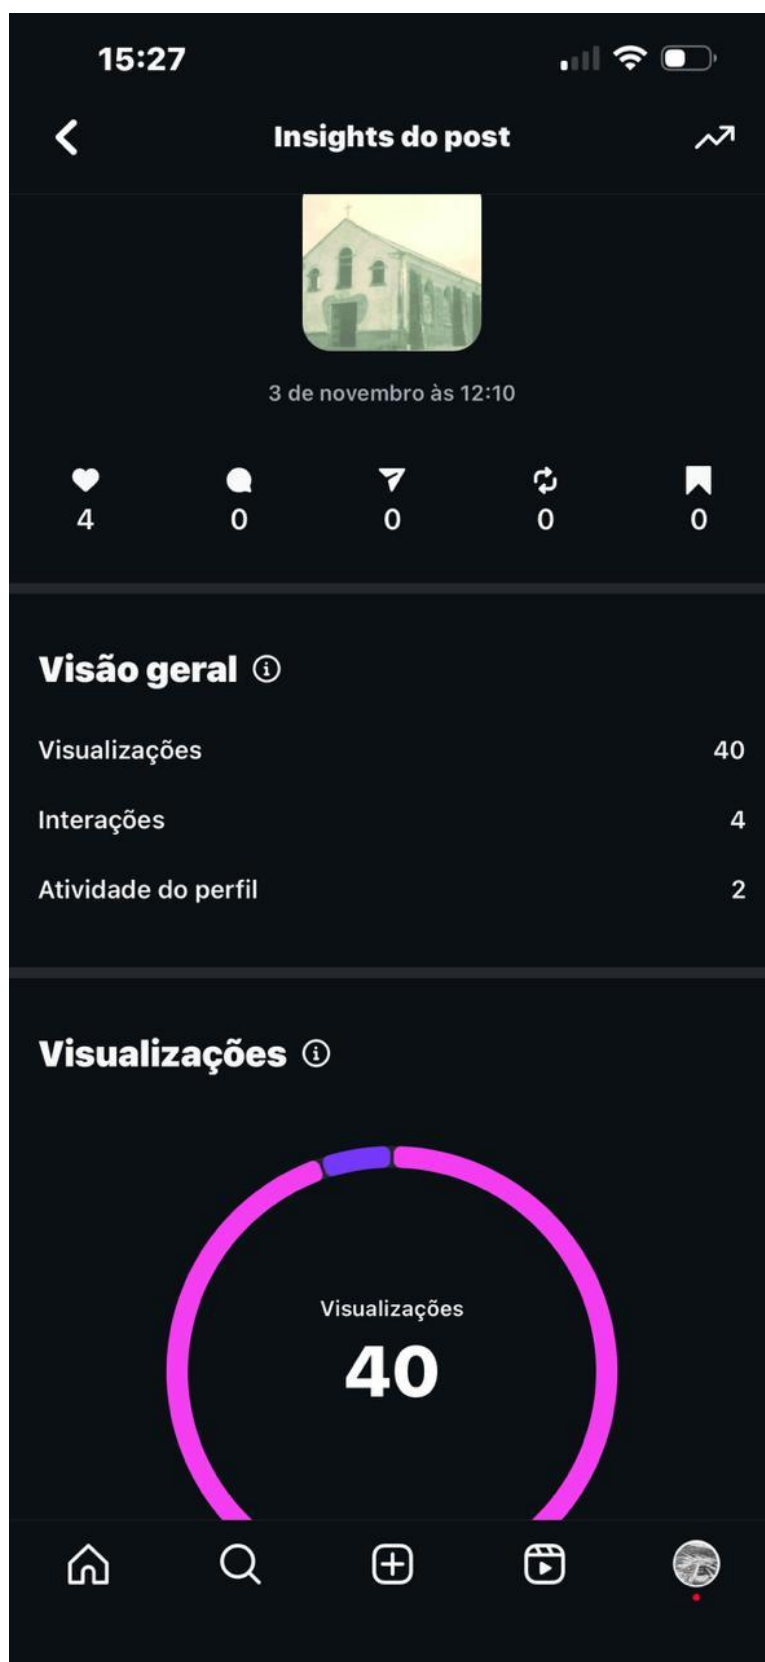 15:27
Insights do post
3 de novembro às 12:10
4 0 0 0 0
Visão geral
Visualizações 40
Interações 4
Atividade do perfil 2
Visualizações
Visualizações
40